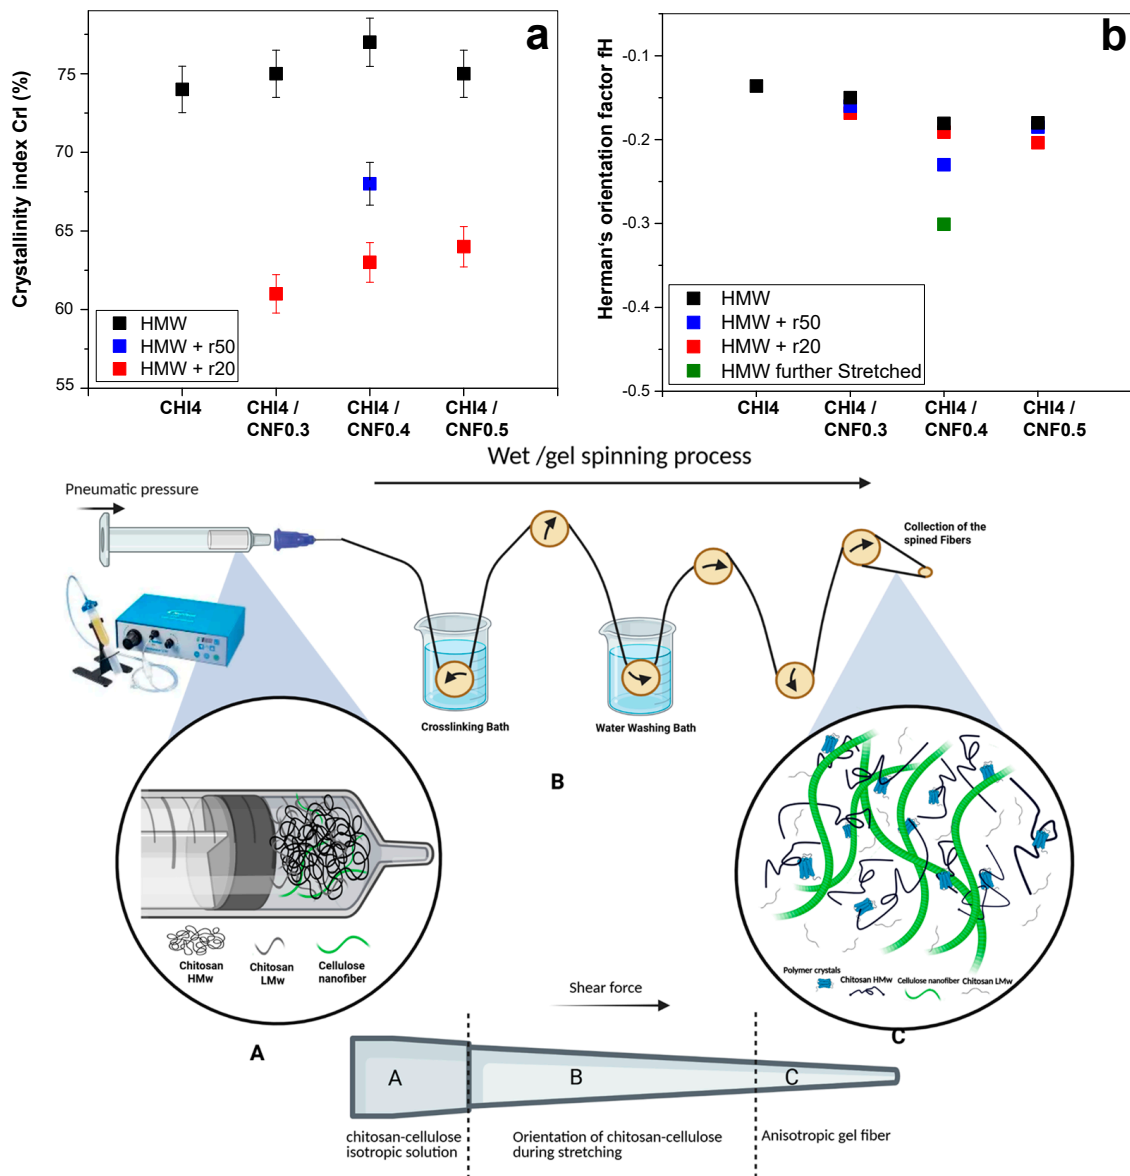 a
Crystallinity index CrI (%)
75
70
65
60
55
HMW
HMW + r50
HMW + r20
CHI4
CHI4 /
CNF0.3
CHI4 /
CNF0.4
CHI4 /
CNF0.5
b
Herman's orientation factor fH
-0.1
-0.2
-0.3
-0.4
-0.5
HMW
HMW + r50
HMW + r20
HMW further Stretched
CHI4
CHI4 /
CNF0.3
CHI4 /
CNF0.4
CHI4 /
CNF0.5
Wet /gel spinning process
Pneumatic pressure
Collection of the
spined Fibers
Crosslinking Bath
Water Washing Bath
B
Chitosan
HMw
Chitosan
LMw
Cellulose
nanofiber
Polymer crystals
Chitosan HMw
Cellulose nanofiber
Chitosan LMw
A
C
Shear force
A
B
C
chitosan-cellulose
isotropic solution
Orientation of chitosan-cellulose
during stretching
Anisotropic gel fiber